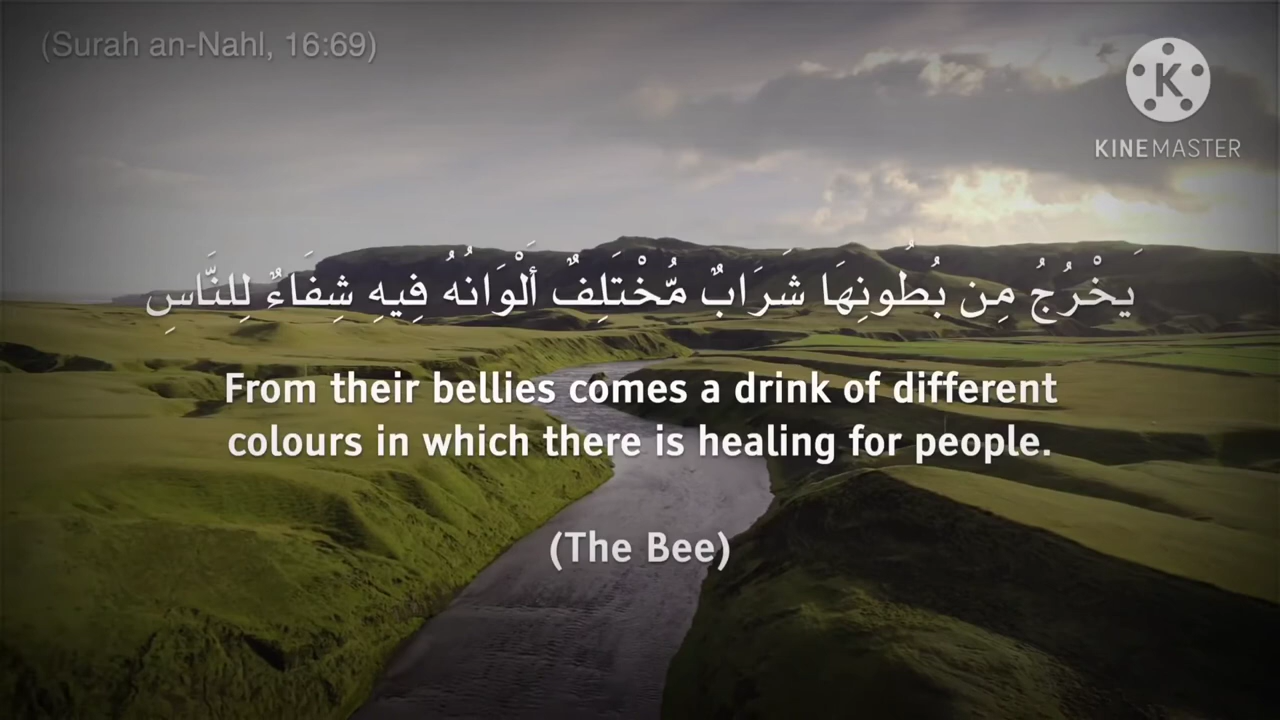 (Surah an-Nahl, 16:69)
K
KINEMASTER
يَخْرُجُ مِن بُطُونِهَا شَرَابٌ مُّخْتَلِفٌ أَلْوَانُهُ فِيهِ شِفَاءٌ لِلنَّاسِ
From their bellies comes a drink of different
colours in which there is healing for people.
(The Bee)